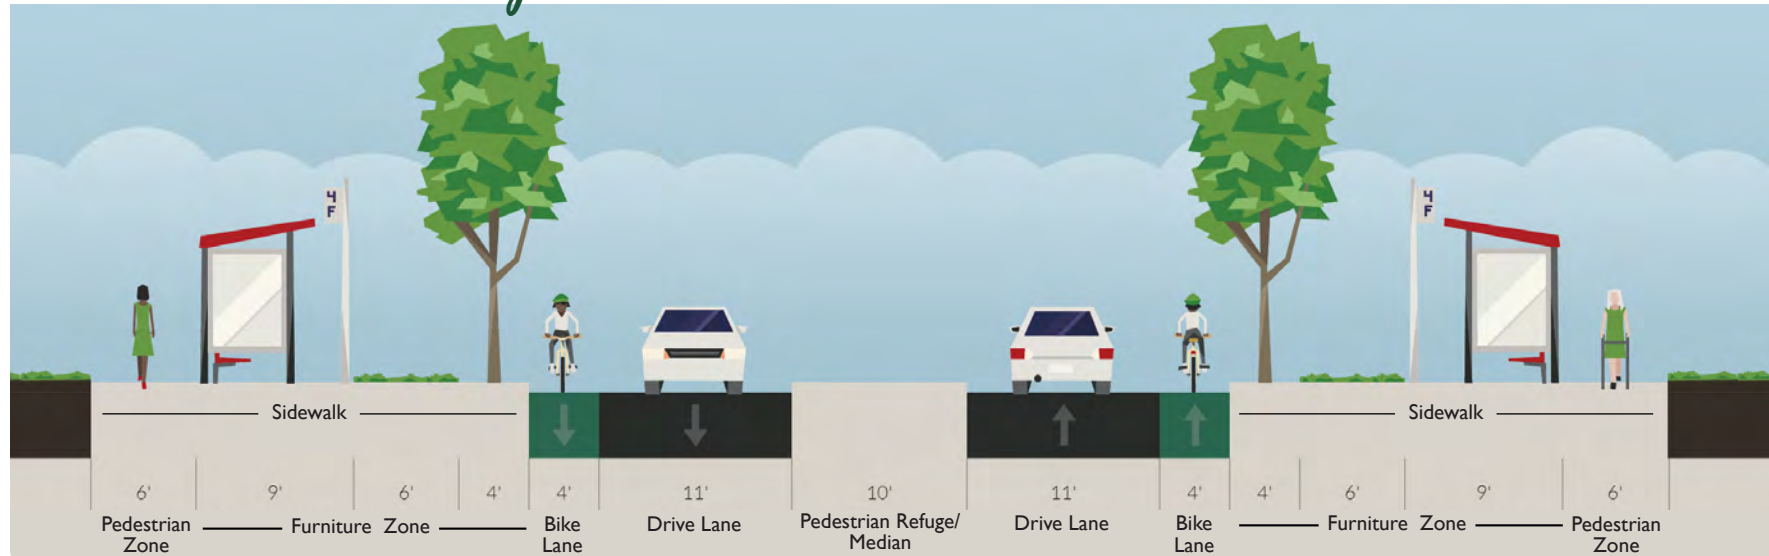 4
F
4
F
Sidewalk
Sidewalk
6' 9' 6' 4' 4' 11' 10' 11' 4' 4' 6' 9' 6'
Pedestrian
Zone
Furniture Zone
Bike
Lane
Drive Lane
Pedestrian Refuge/
Median
Drive Lane
Bike
Lane
Furniture Zone
Pedestrian
Zone